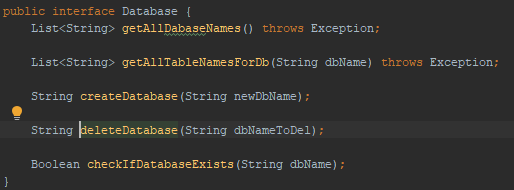 public interface Database {
List<String> getAllDabaseNames() throws Exception;
List<String> getAllTableNamesForDb(String dbName) throws Exception;
String createDatabase(String newDbName);
String deleteDatabase(String dbNameToDel);
Boolean checkIfDatabaseExists(String dbName);
}